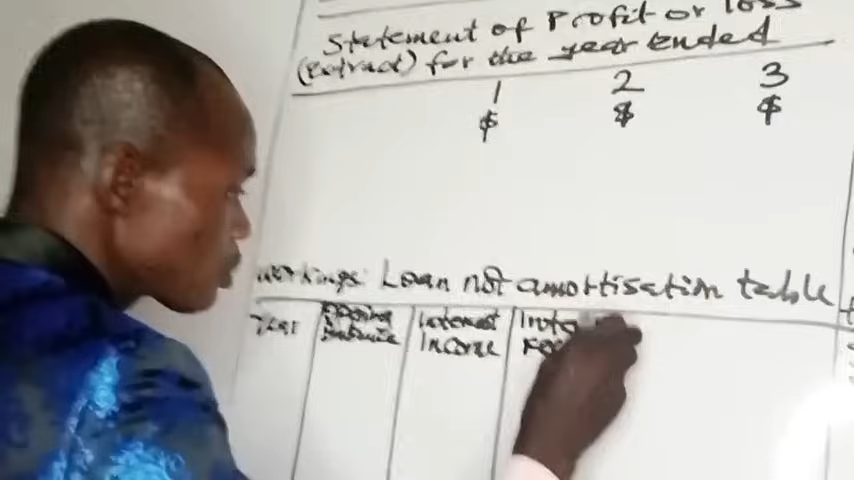 Statement of Profit or loss
(extract) for the year ended
1 2 3
$ $ $
Workings: Loan not amortisation table
Year Opening Interest
balance Income